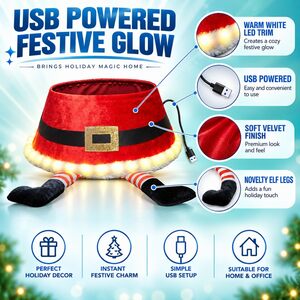 USB POWERED
FESTIVE GLOW
BRINGS HOLIDAY MAGIC HOME
WARM WHITE
LED TRIM
Creates a cozy
festive glow
USB POWERED
Easy and convenient
to use
SOFT VELVET
FINISH
Premium look
and feel
NOVELTY ELF LEGS
Adds a fun
holiday touch
PERFECT
HOLIDAY DECOR
INSTANT
FESTIVE CHARM
SIMPLE
USB SETUP
SUITABLE FOR
HOME & OFFICE